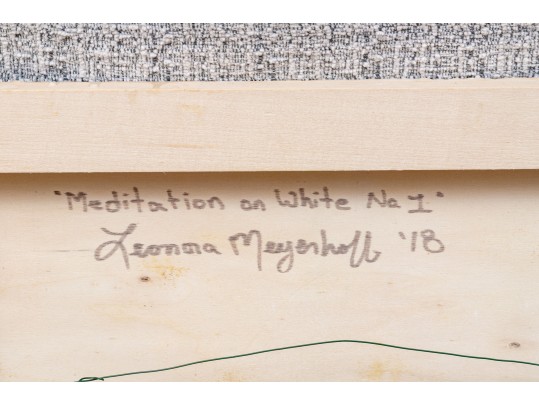 "Meditation on White No 1"
Leonora Meyerhoff '18